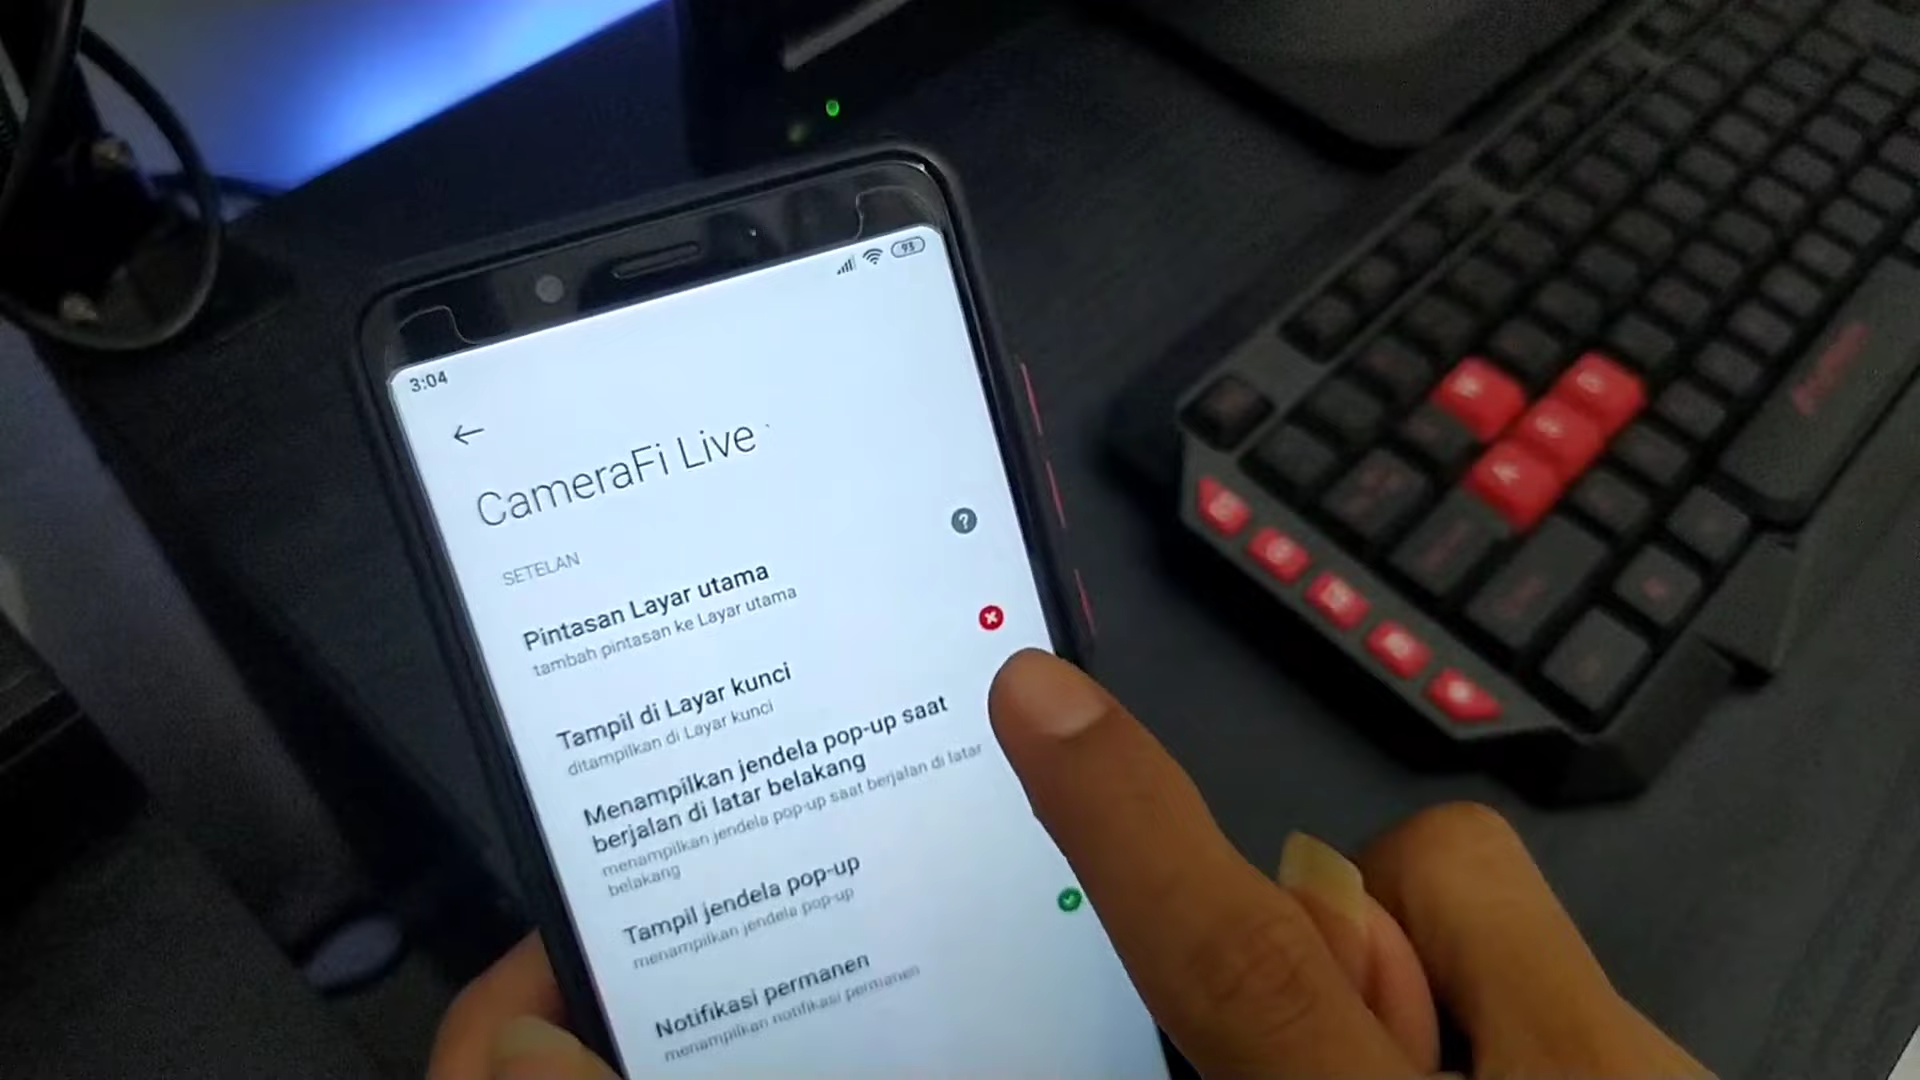 93
3:04
CameraFi Live
SETELAN
Pintasan Layar utama
tambah pintasan ke Layar utama
Tampil di Layar kunci
ditampilkan di Layar kunci
Menampilkan jendela pop-up saat
berjalan di latar belakang
menampilkan jendela pop-up saat berjalan di latar
belakang
Tampil jendela pop-up
menampilkan jendela pop-up
Notifikasi permanen
menampilkan notifikasi permanen